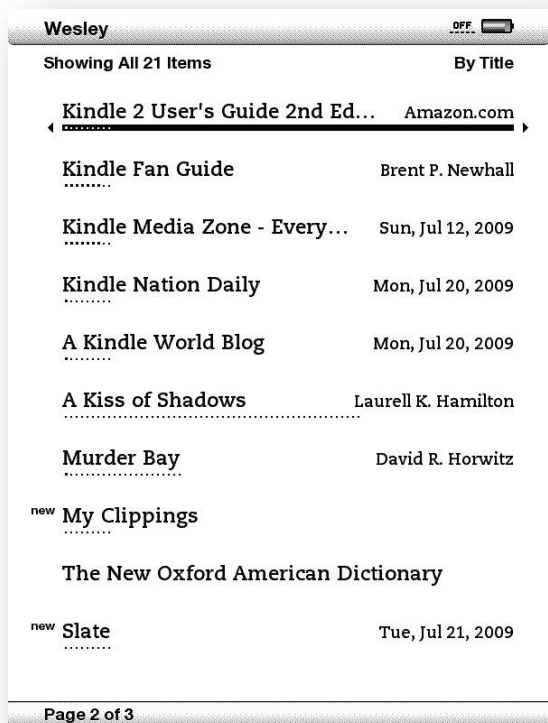 Wesley OFF
Showing All 21 Items By Title
Kindle 2 User's Guide 2nd Ed... Amazon.com
Kindle Fan Guide Brent P. Newhall
Kindle Media Zone - Every... Sun, Jul 12, 2009
Kindle Nation Daily Mon, Jul 20, 2009
A Kindle World Blog Mon, Jul 20, 2009
A Kiss of Shadows Laurell K. Hamilton
Murder Bay David R. Horwitz
new My Clippings
The New Oxford American Dictionary
new Slate Tue, Jul 21, 2009
Page 2 of 3